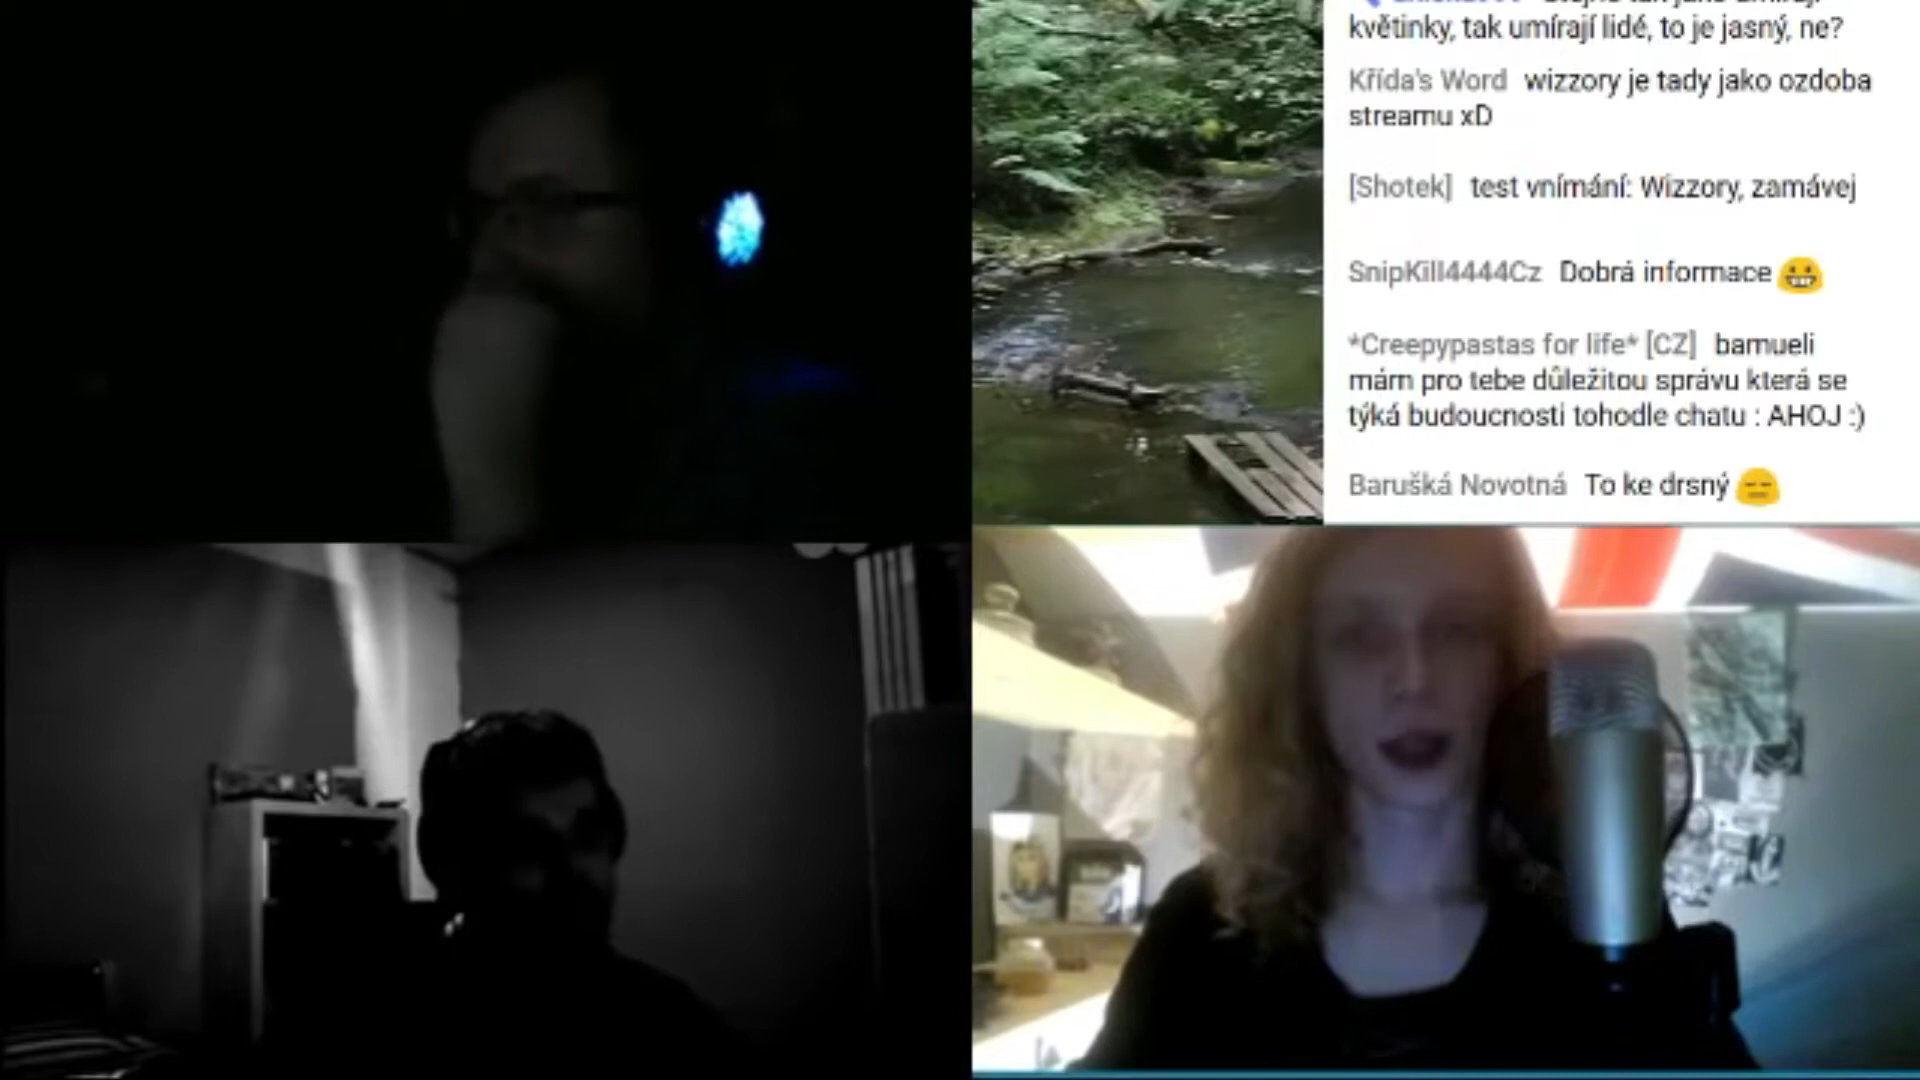 květinky, tak umírají lidé, to je jasný, ne?
Křída's Word wizzory je tady jako ozdoba
streamu xD
[Shotek] test vnímání: Wizzory, zamávej
SnipKill4444Cz Dobrá informace 😀
*Creepypastas for life* [CZ] bamueli
mám pro tebe důležitou správu která se
týká budoucnosti tohodle chatu : AHOJ :)
Barušká Novotná To ke drsný 😑